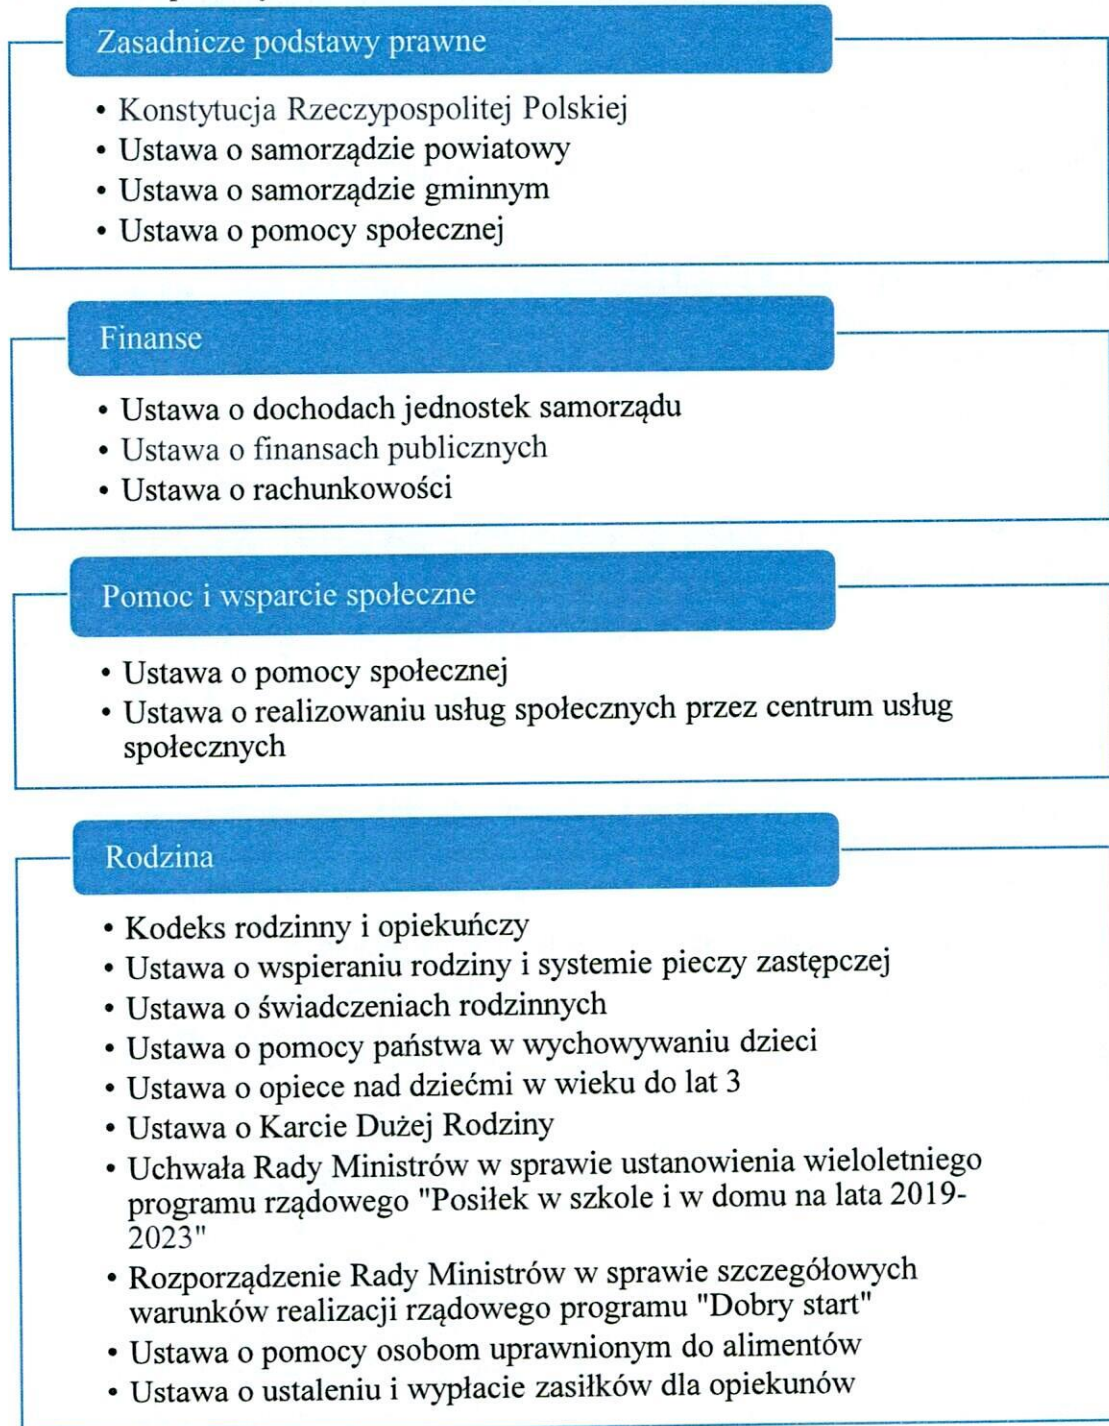 Zasadnicze podstawy prawne
• Konstytucja Rzeczypospolitej Polskiej
• Ustawa o samorządzie powiatowy
• Ustawa o samorządzie gminnym
• Ustawa o pomocy społecznej
Finanse
• Ustawa o dochodach jednostek samorządu
• Ustawa o finansach publicznych
• Ustawa o rachunkowości
Pomoc i wsparcie społeczne
• Ustawa o pomocy społecznej
• Ustawa o realizowaniu usług społecznych przez centrum usług
społecznych
Rodzina
• Kodeks rodzinny i opiekuńczy
• Ustawa o wspieraniu rodziny i systemie pieczy zastępczej
• Ustawa o świadczeniach rodzinnych
• Ustawa o pomocy państwa w wychowywaniu dzieci
• Ustawa o opiece nad dziećmi w wieku do lat 3
• Ustawa o Karcie Dużej Rodziny
• Uchwała Rady Ministrów w sprawie ustanowienia wieloletniego
programu rządowego "Posiłek w szkole i w domu na lata 2019-
2023"
• Rozporządzenie Rady Ministrów w sprawie szczegółowych
warunków realizacji rządowego programu "Dobry start"
• Ustawa o pomocy osobom uprawnionym do alimentów
• Ustawa o ustaleniu i wypłacie zasiłków dla opiekunów